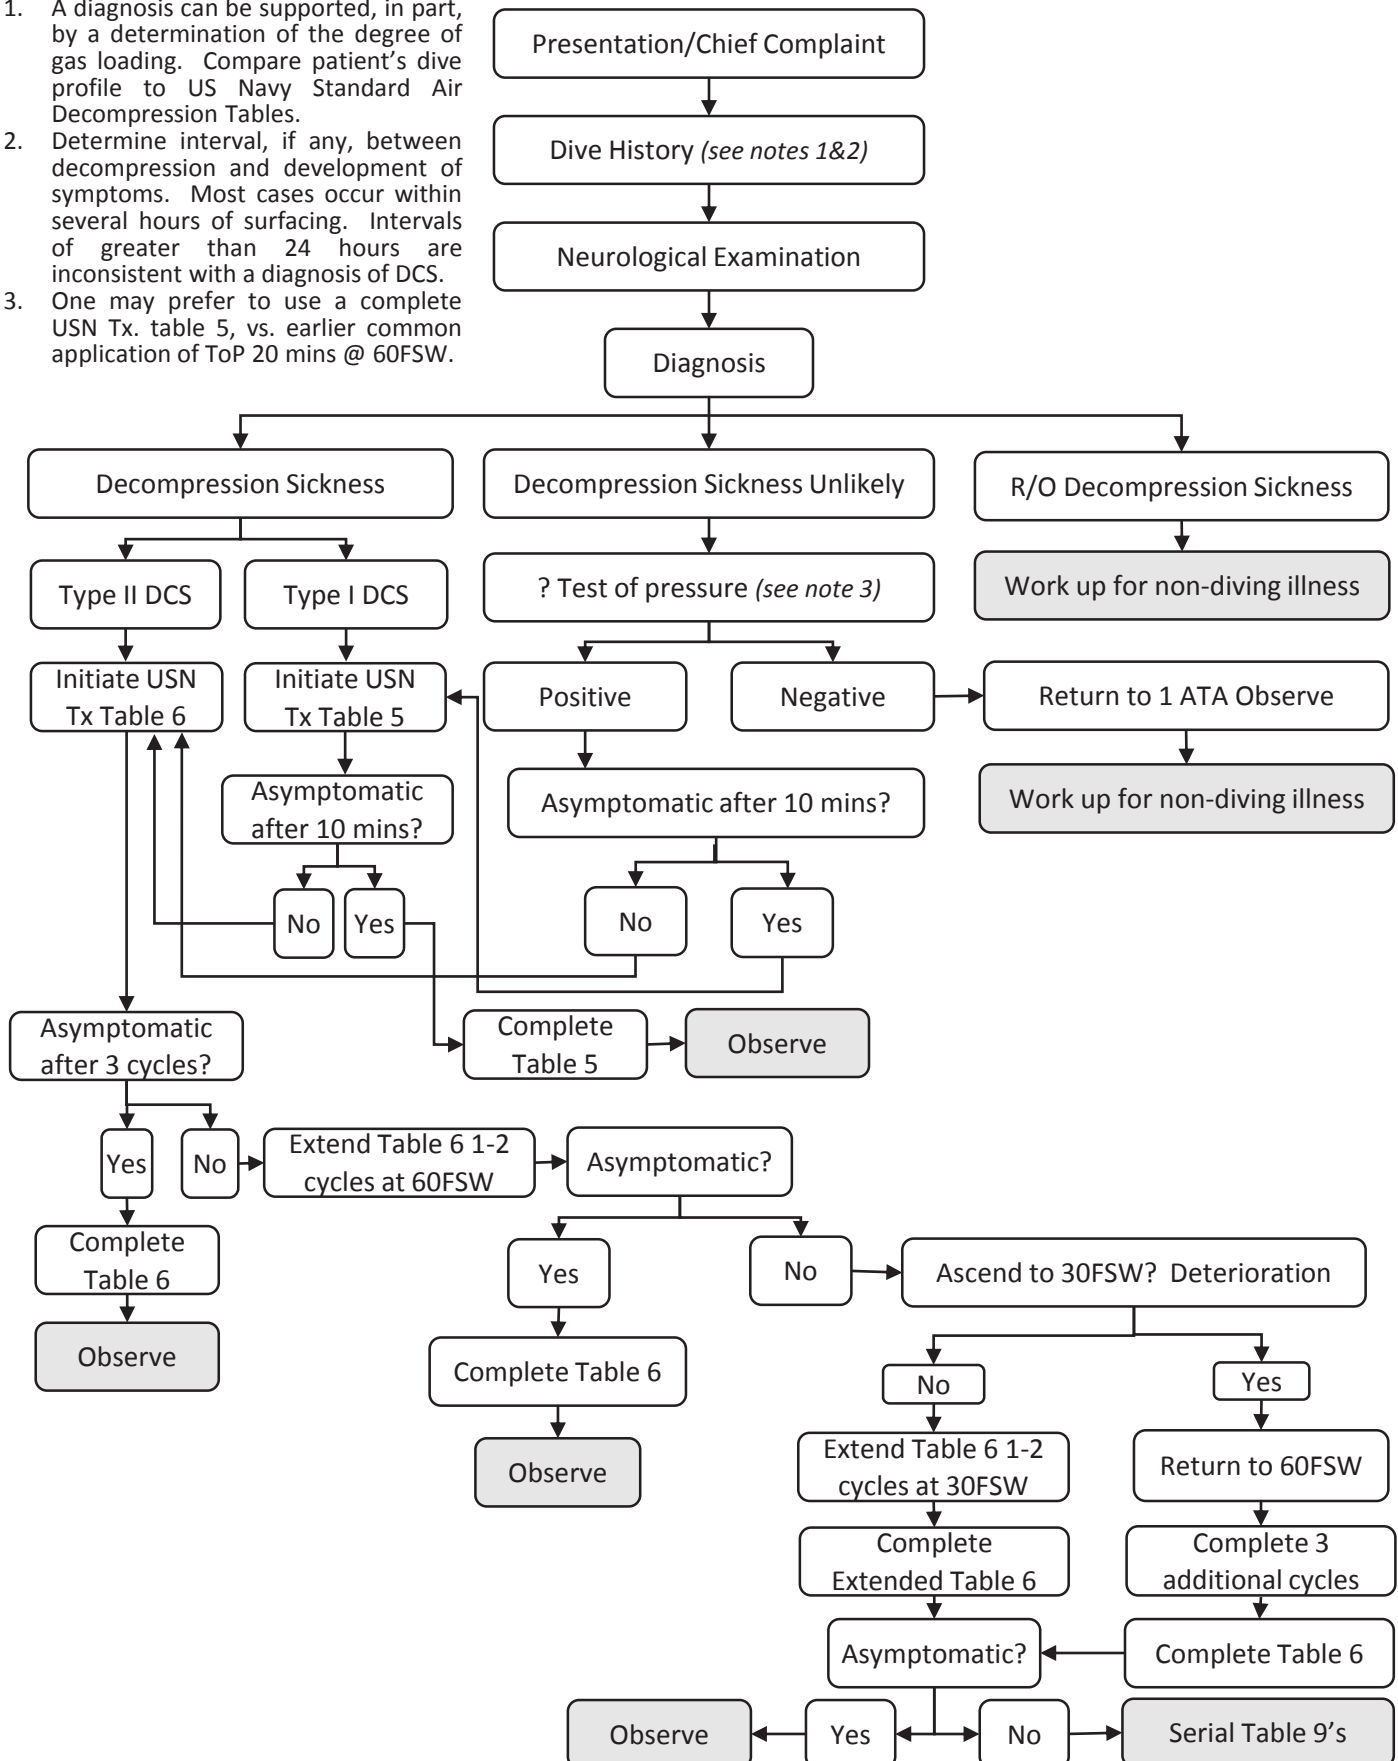 1. A diagnosis can be supported, in part,
by a determination of the degree of
gas loading. Compare patient's dive
profile to US Navy Standard Air
Decompression Tables.
2. Determine interval, if any, between
decompression and development of
symptoms. Most cases occur within
several hours of surfacing. Intervals
of greater than 24 hours are
inconsistent with a diagnosis of DCS.
3. One may prefer to use a complete
USN Tx. table 5, vs. earlier common
application of ToP 20 mins @ 60FSW.
Presentation/Chief Complaint
Dive History (see notes 1&2)
Neurological Examination
Diagnosis
Decompression Sickness
Decompression Sickness Unlikely
R/O Decompression Sickness
Type II DCS
Type I DCS
? Test of pressure (see note 3)
Work up for non-diving illness
Initiate USN
Tx Table 6
Initiate USN
Tx Table 5
Positive
Negative
Return to 1 ATA Observe
Asymptomatic
after 10 mins?
Asymptomatic after 10 mins?
Work up for non-diving illness
No
Yes
No
Yes
Asymptomatic
after 3 cycles?
Complete
Table 5
Observe
Yes
No
Extend Table 6 1-2
cycles at 60FSW
Asymptomatic?
Complete
Table 6
Yes
No
Ascend to 30FSW? Deterioration
Observe
Complete Table 6
No
Yes
Observe
Extend Table 6 1-2
cycles at 30FSW
Return to 60FSW
Complete
Extended Table 6
Complete 3
additional cycles
Asymptomatic?
Complete Table 6
Observe
Yes
No
Serial Table 9's